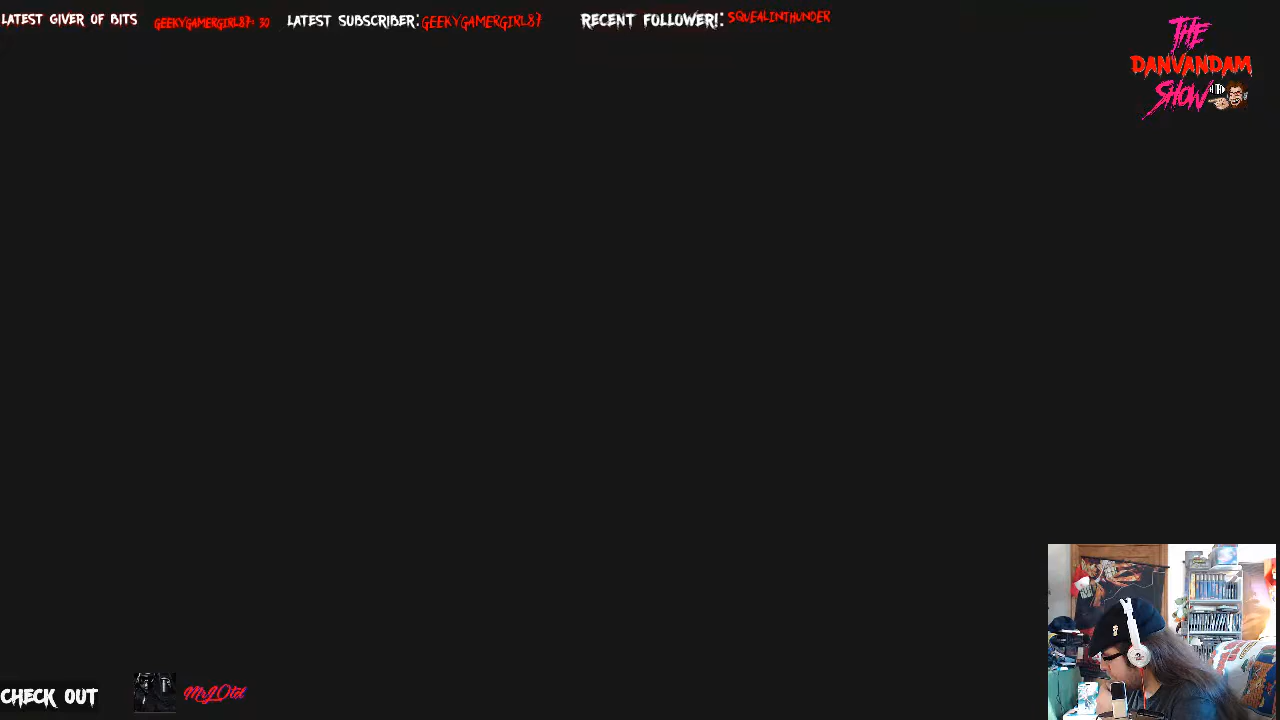 LATEST GIVER OF BITS GEEKYGAMERGIRL87: 30 LATEST SUBSCRIBER: GEEKYGAMERGIRL87 RECENT FOLLOWER!: SQUEALINTHUNDER
THE
DANVANDAM
SHOW
CHECK OUT